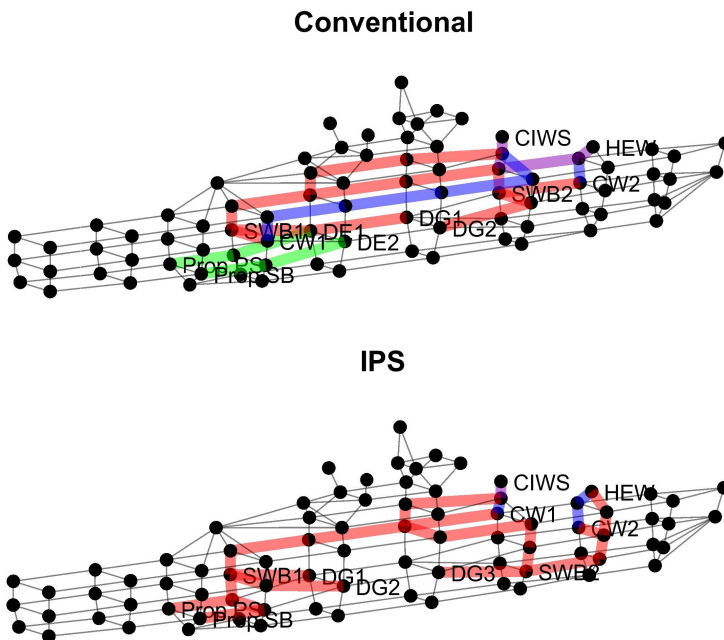 Conventional
CIWS
HEW
CW2
SWB2
DG1
DG2
SWB1
DE1
CW1
DE2
Prop PS
Prop SB
IPS
CIWS
HEW
CW1
CW2
SWB1
DG1
DG2
DG3
SWB2
Prop PS
Prop SB